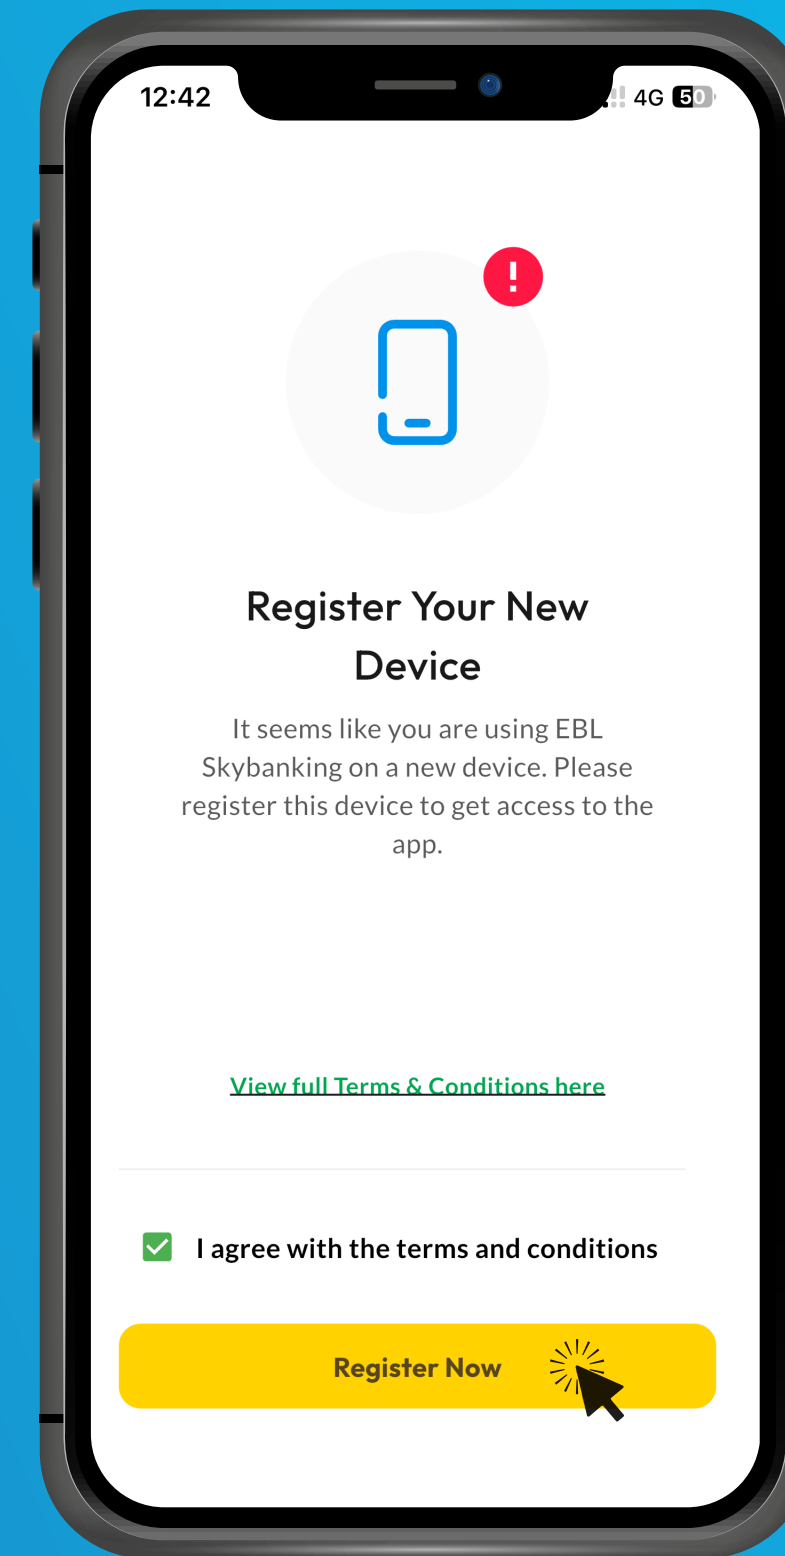 12:42
4G 50
!
Register Your New
Device
It seems like you are using EBL
Skybanking on a new device. Please
register this device to get access to the
app.
View full Terms & Conditions here
I agree with the terms and conditions
Register Now